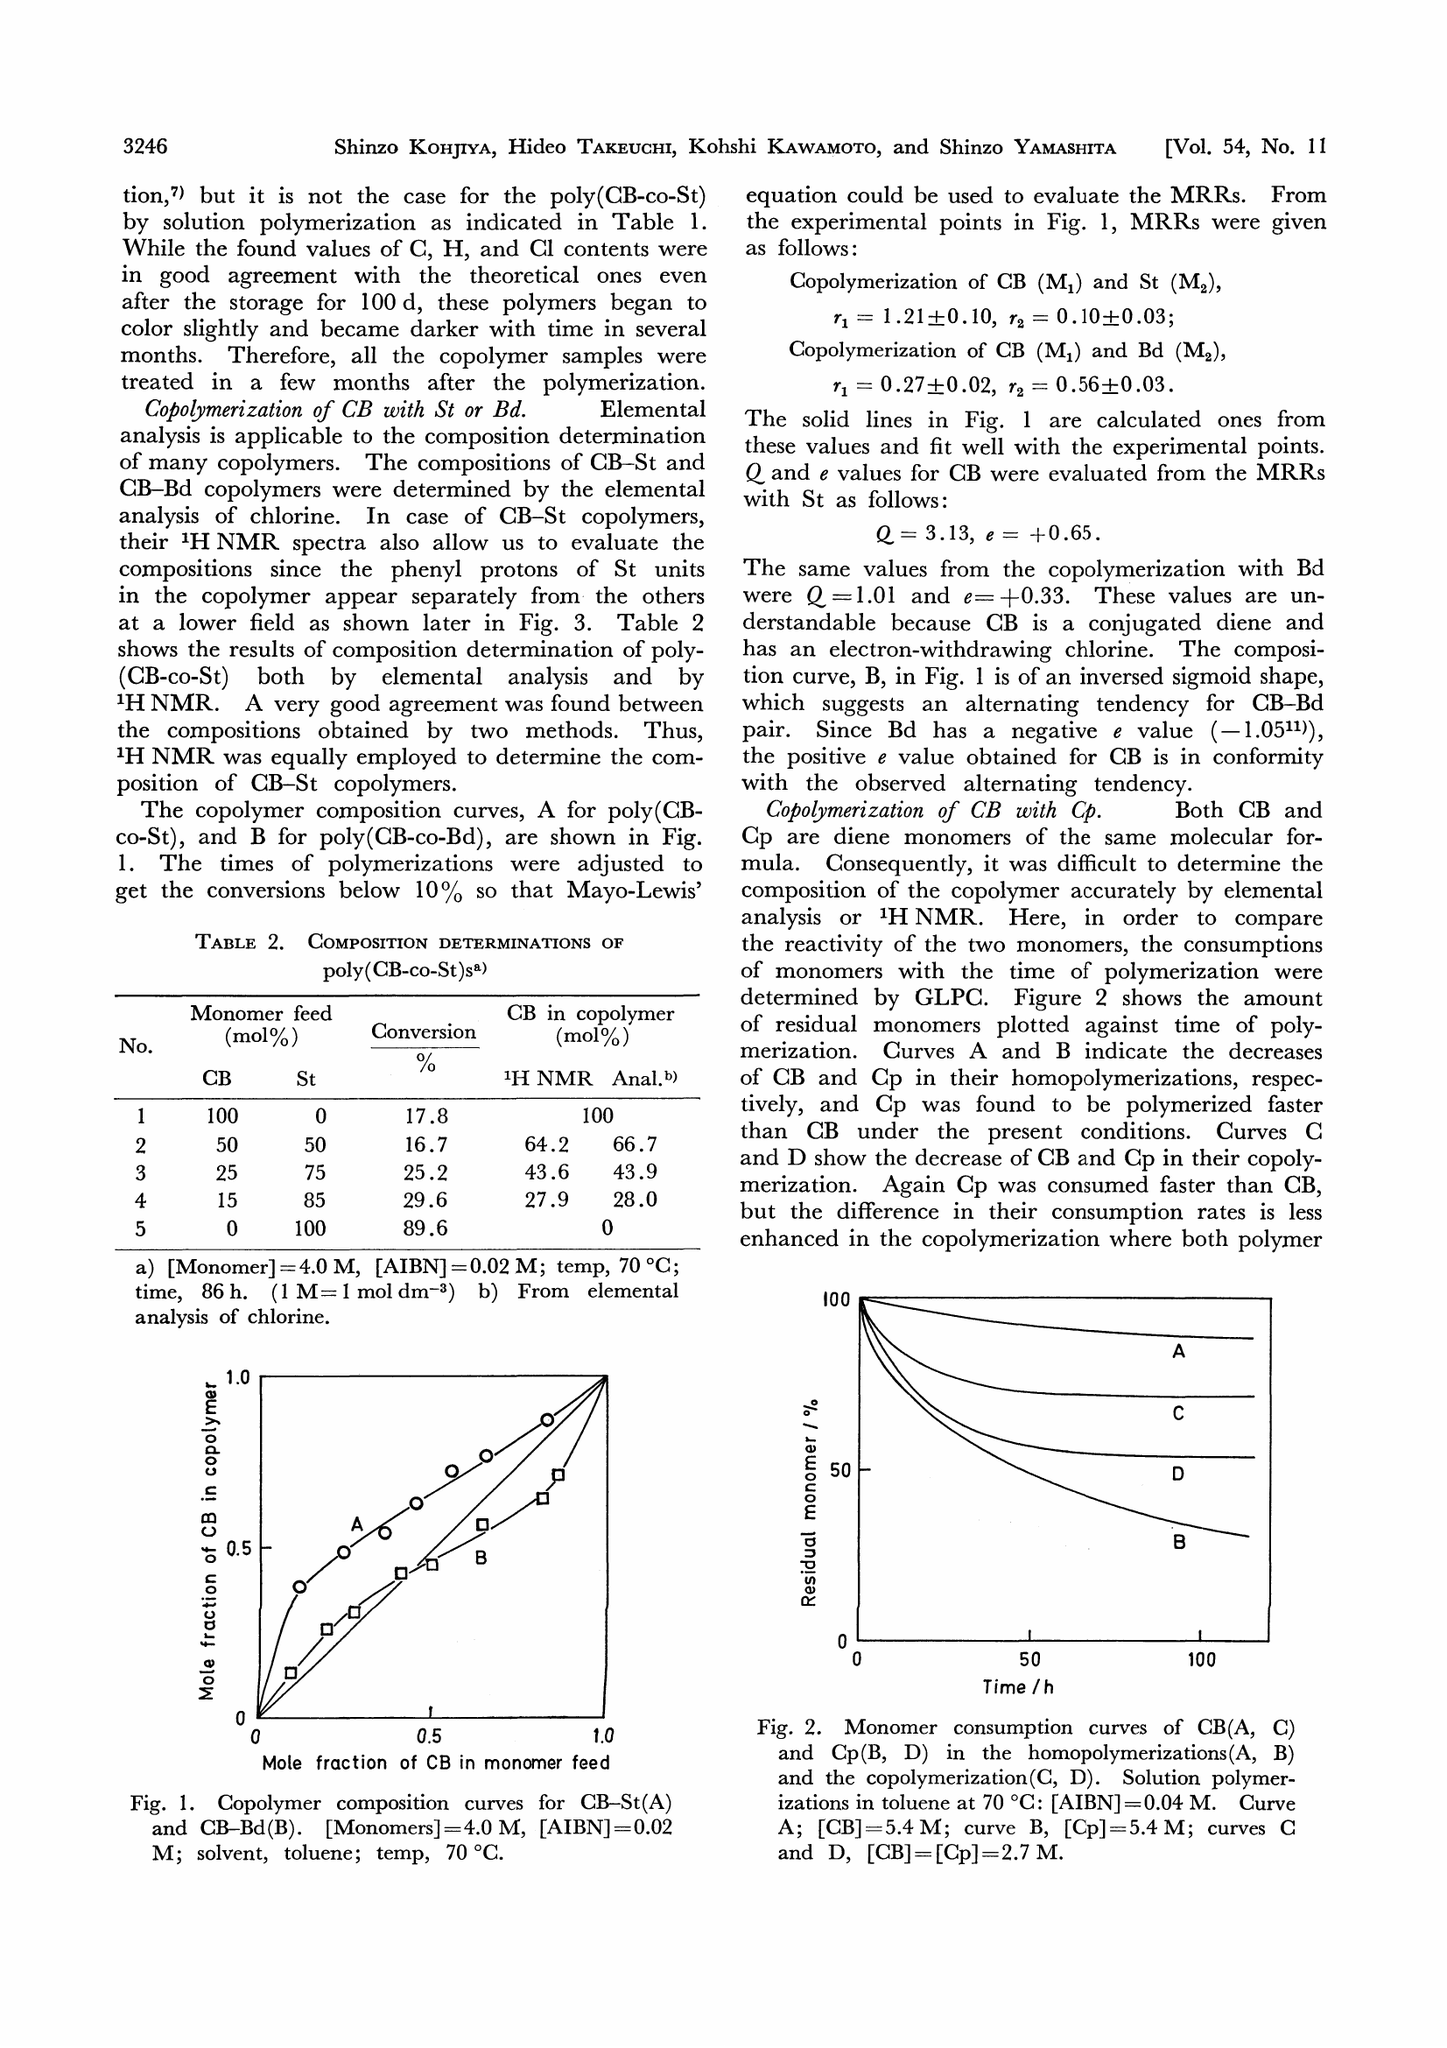 3246
Shinzo KOHJIYA, Hideo TAKEUCHI, Kohshi KAWAMOTO, and Shinzo YAMASHITA
[Vol. 54, No. 11
tion,⁷⁾ but it is not the case for the poly(CB-co-St)
by solution polymerization as indicated in Table 1.
While the found values of C, H, and Cl contents were
in good agreement with the theoretical ones even
after the storage for 100 d, these polymers began to
color slightly and became darker with time in several
months. Therefore, all the copolymer samples were
treated in a few months after the polymerization.
Copolymerization of CB with St or Bd. Elemental
analysis is applicable to the composition determination
of many copolymers. The compositions of CB–St and
CB–Bd copolymers were determined by the elemental
analysis of chlorine. In case of CB–St copolymers,
their ¹H NMR spectra also allow us to evaluate the
compositions since the phenyl protons of St units
in the copolymer appear separately from the others
at a lower field as shown later in Fig. 3. Table 2
shows the results of composition determination of poly-
(CB-co-St) both by elemental analysis and by
¹H NMR. A very good agreement was found between
the compositions obtained by two methods. Thus,
¹H NMR was equally employed to determine the com-
position of CB–St copolymers.
The copolymer composition curves, A for poly(CB-
co-St), and B for poly(CB-co-Bd), are shown in Fig.
1. The times of polymerizations were adjusted to
get the conversions below 10% so that Mayo-Lewis'
TABLE 2. COMPOSITION DETERMINATIONS OF
poly(CB-co-St)sᵃ⁾
No.
Monomer feed
(mol%)
CB St
Conversion
%
CB in copolymer
(mol%)
¹H NMR Anal.ᵇ⁾
1 100 0 17.8 100
2 50 50 16.7 64.2 66.7
3 25 75 25.2 43.6 43.9
4 15 85 29.6 27.9 28.0
5 0 100 89.6 0
a) [Monomer]=4.0 M, [AIBN]=0.02 M; temp, 70 °C;
time, 86 h. (1 M=1 mol dm⁻³) b) From elemental
analysis of chlorine.
Mole fraction of CB in copolymer
1.0
0.5
0
A
B
0 0.5 1.0
Mole fraction of CB in monomer feed
Fig. 1. Copolymer composition curves for CB–St(A)
and CB–Bd(B). [Monomers]=4.0 M, [AIBN]=0.02
M; solvent, toluene; temp, 70 °C.
equation could be used to evaluate the MRRs. From
the experimental points in Fig. 1, MRRs were given
as follows:
Copolymerization of CB (M₁) and St (M₂),
r₁ = 1.21±0.10, r₂ = 0.10±0.03;
Copolymerization of CB (M₁) and Bd (M₂),
r₁ = 0.27±0.02, r₂ = 0.56±0.03.
The solid lines in Fig. 1 are calculated ones from
these values and fit well with the experimental points.
Q and e values for CB were evaluated from the MRRs
with St as follows:
Q = 3.13, e = +0.65.
The same values from the copolymerization with Bd
were Q=1.01 and e=+0.33. These values are un-
derstandable because CB is a conjugated diene and
has an electron-withdrawing chlorine. The composi-
tion curve, B, in Fig. 1 is of an inversed sigmoid shape,
which suggests an alternating tendency for CB–Bd
pair. Since Bd has a negative e value (−1.05¹¹⁾),
the positive e value obtained for CB is in conformity
with the observed alternating tendency.
Copolymerization of CB with Cp. Both CB and
Cp are diene monomers of the same molecular for-
mula. Consequently, it was difficult to determine the
composition of the copolymer accurately by elemental
analysis or ¹H NMR. Here, in order to compare
the reactivity of the two monomers, the consumptions
of monomers with the time of polymerization were
determined by GLPC. Figure 2 shows the amount
of residual monomers plotted against time of poly-
merization. Curves A and B indicate the decreases
of CB and Cp in their homopolymerizations, respec-
tively, and Cp was found to be polymerized faster
than CB under the present conditions. Curves C
and D show the decrease of CB and Cp in their copoly-
merization. Again Cp was consumed faster than CB,
but the difference in their consumption rates is less
enhanced in the copolymerization where both polymer
Residual monomer / %
100
50
0
A
C
D
B
0 50 100
Time / h
Fig. 2. Monomer consumption curves of CB(A, C)
and Cp(B, D) in the homopolymerizations(A, B)
and the copolymerization(C, D). Solution polymer-
izations in toluene at 70 °C: [AIBN]=0.04 M. Curve
A; [CB]=5.4 M; curve B, [Cp]=5.4 M; curves C
and D, [CB]=[Cp]=2.7 M.